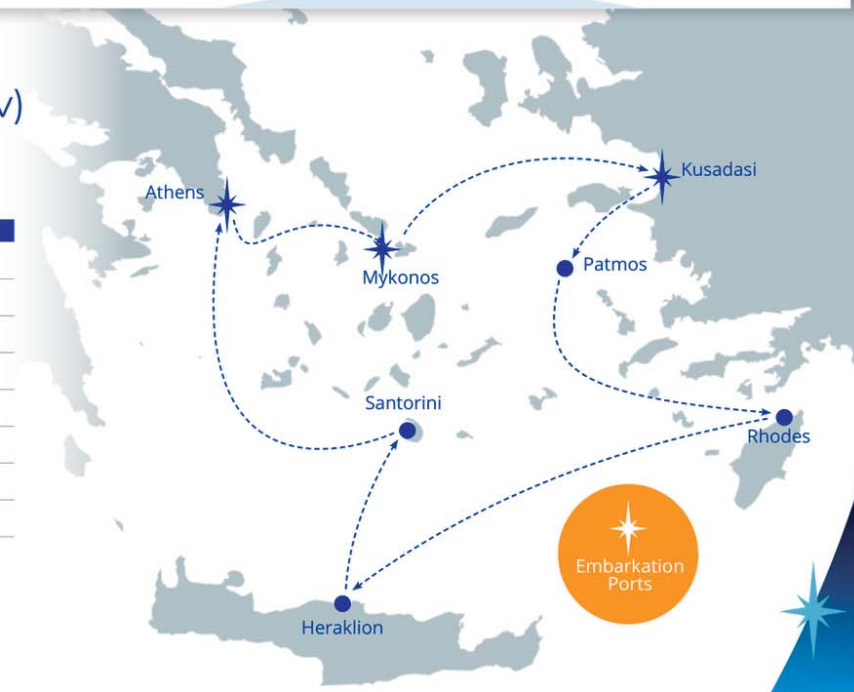 v)
Athens
Kusadasi
Mykonos
Patmos
Santorini
Rhodes
Embarkation
Ports
Heraklion